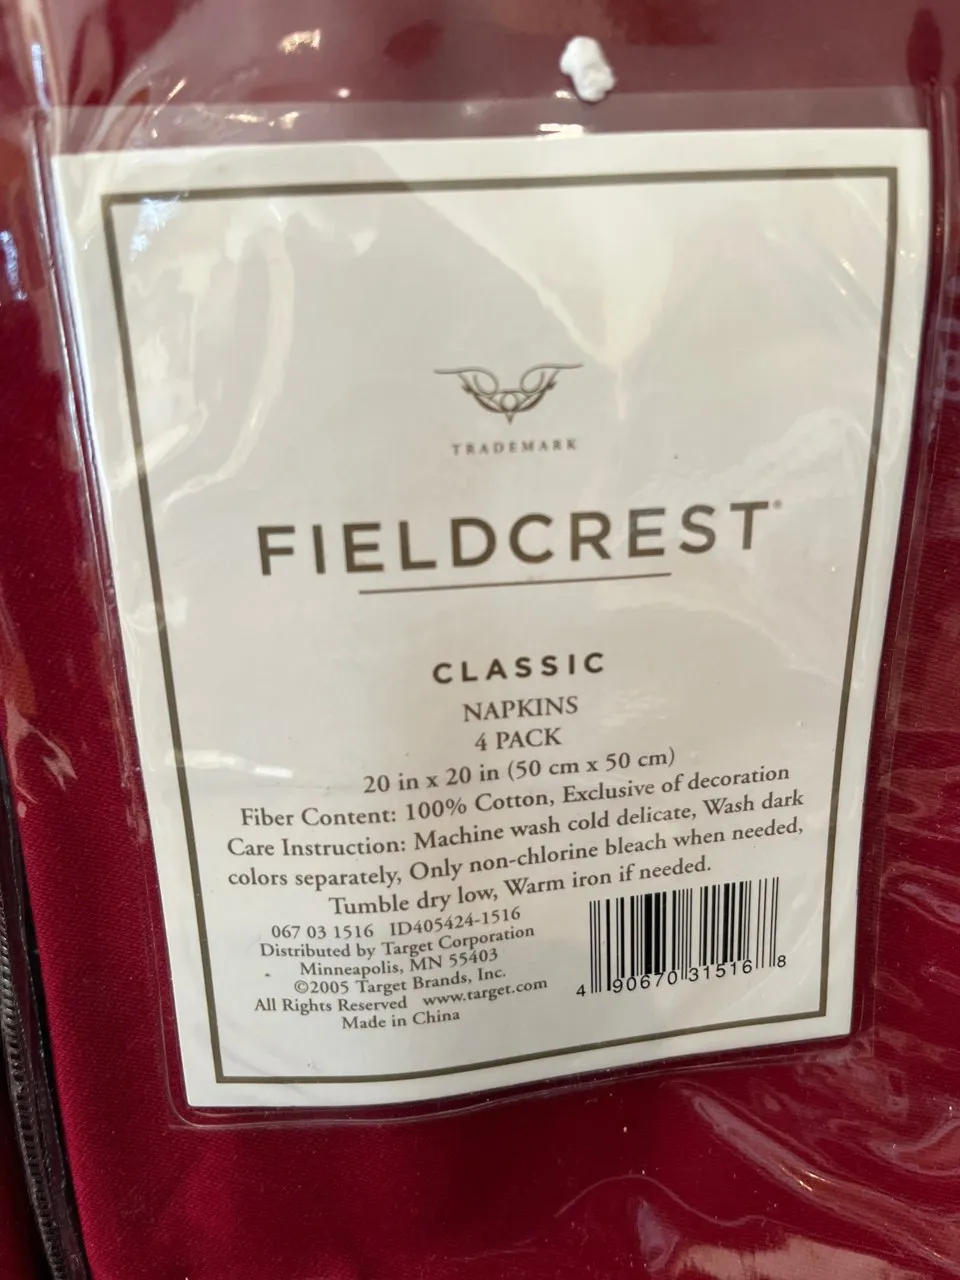 TRADEMARK
FIELDCREST®
CLASSIC
NAPKINS
4 PACK
20 in x 20 in (50 cm x 50 cm)
Fiber Content: 100% Cotton, Exclusive of decoration
Care Instruction: Machine wash cold delicate, Wash dark
colors separately, Only non-chlorine bleach when needed,
Tumble dry low, Warm iron if needed.
067 03 1516 ID405424-1516
Distributed by Target Corporation
Minneapolis, MN 55403
©2005 Target Brands, Inc.
All Rights Reserved www.target.com
Made in China
4 90670 31516 8